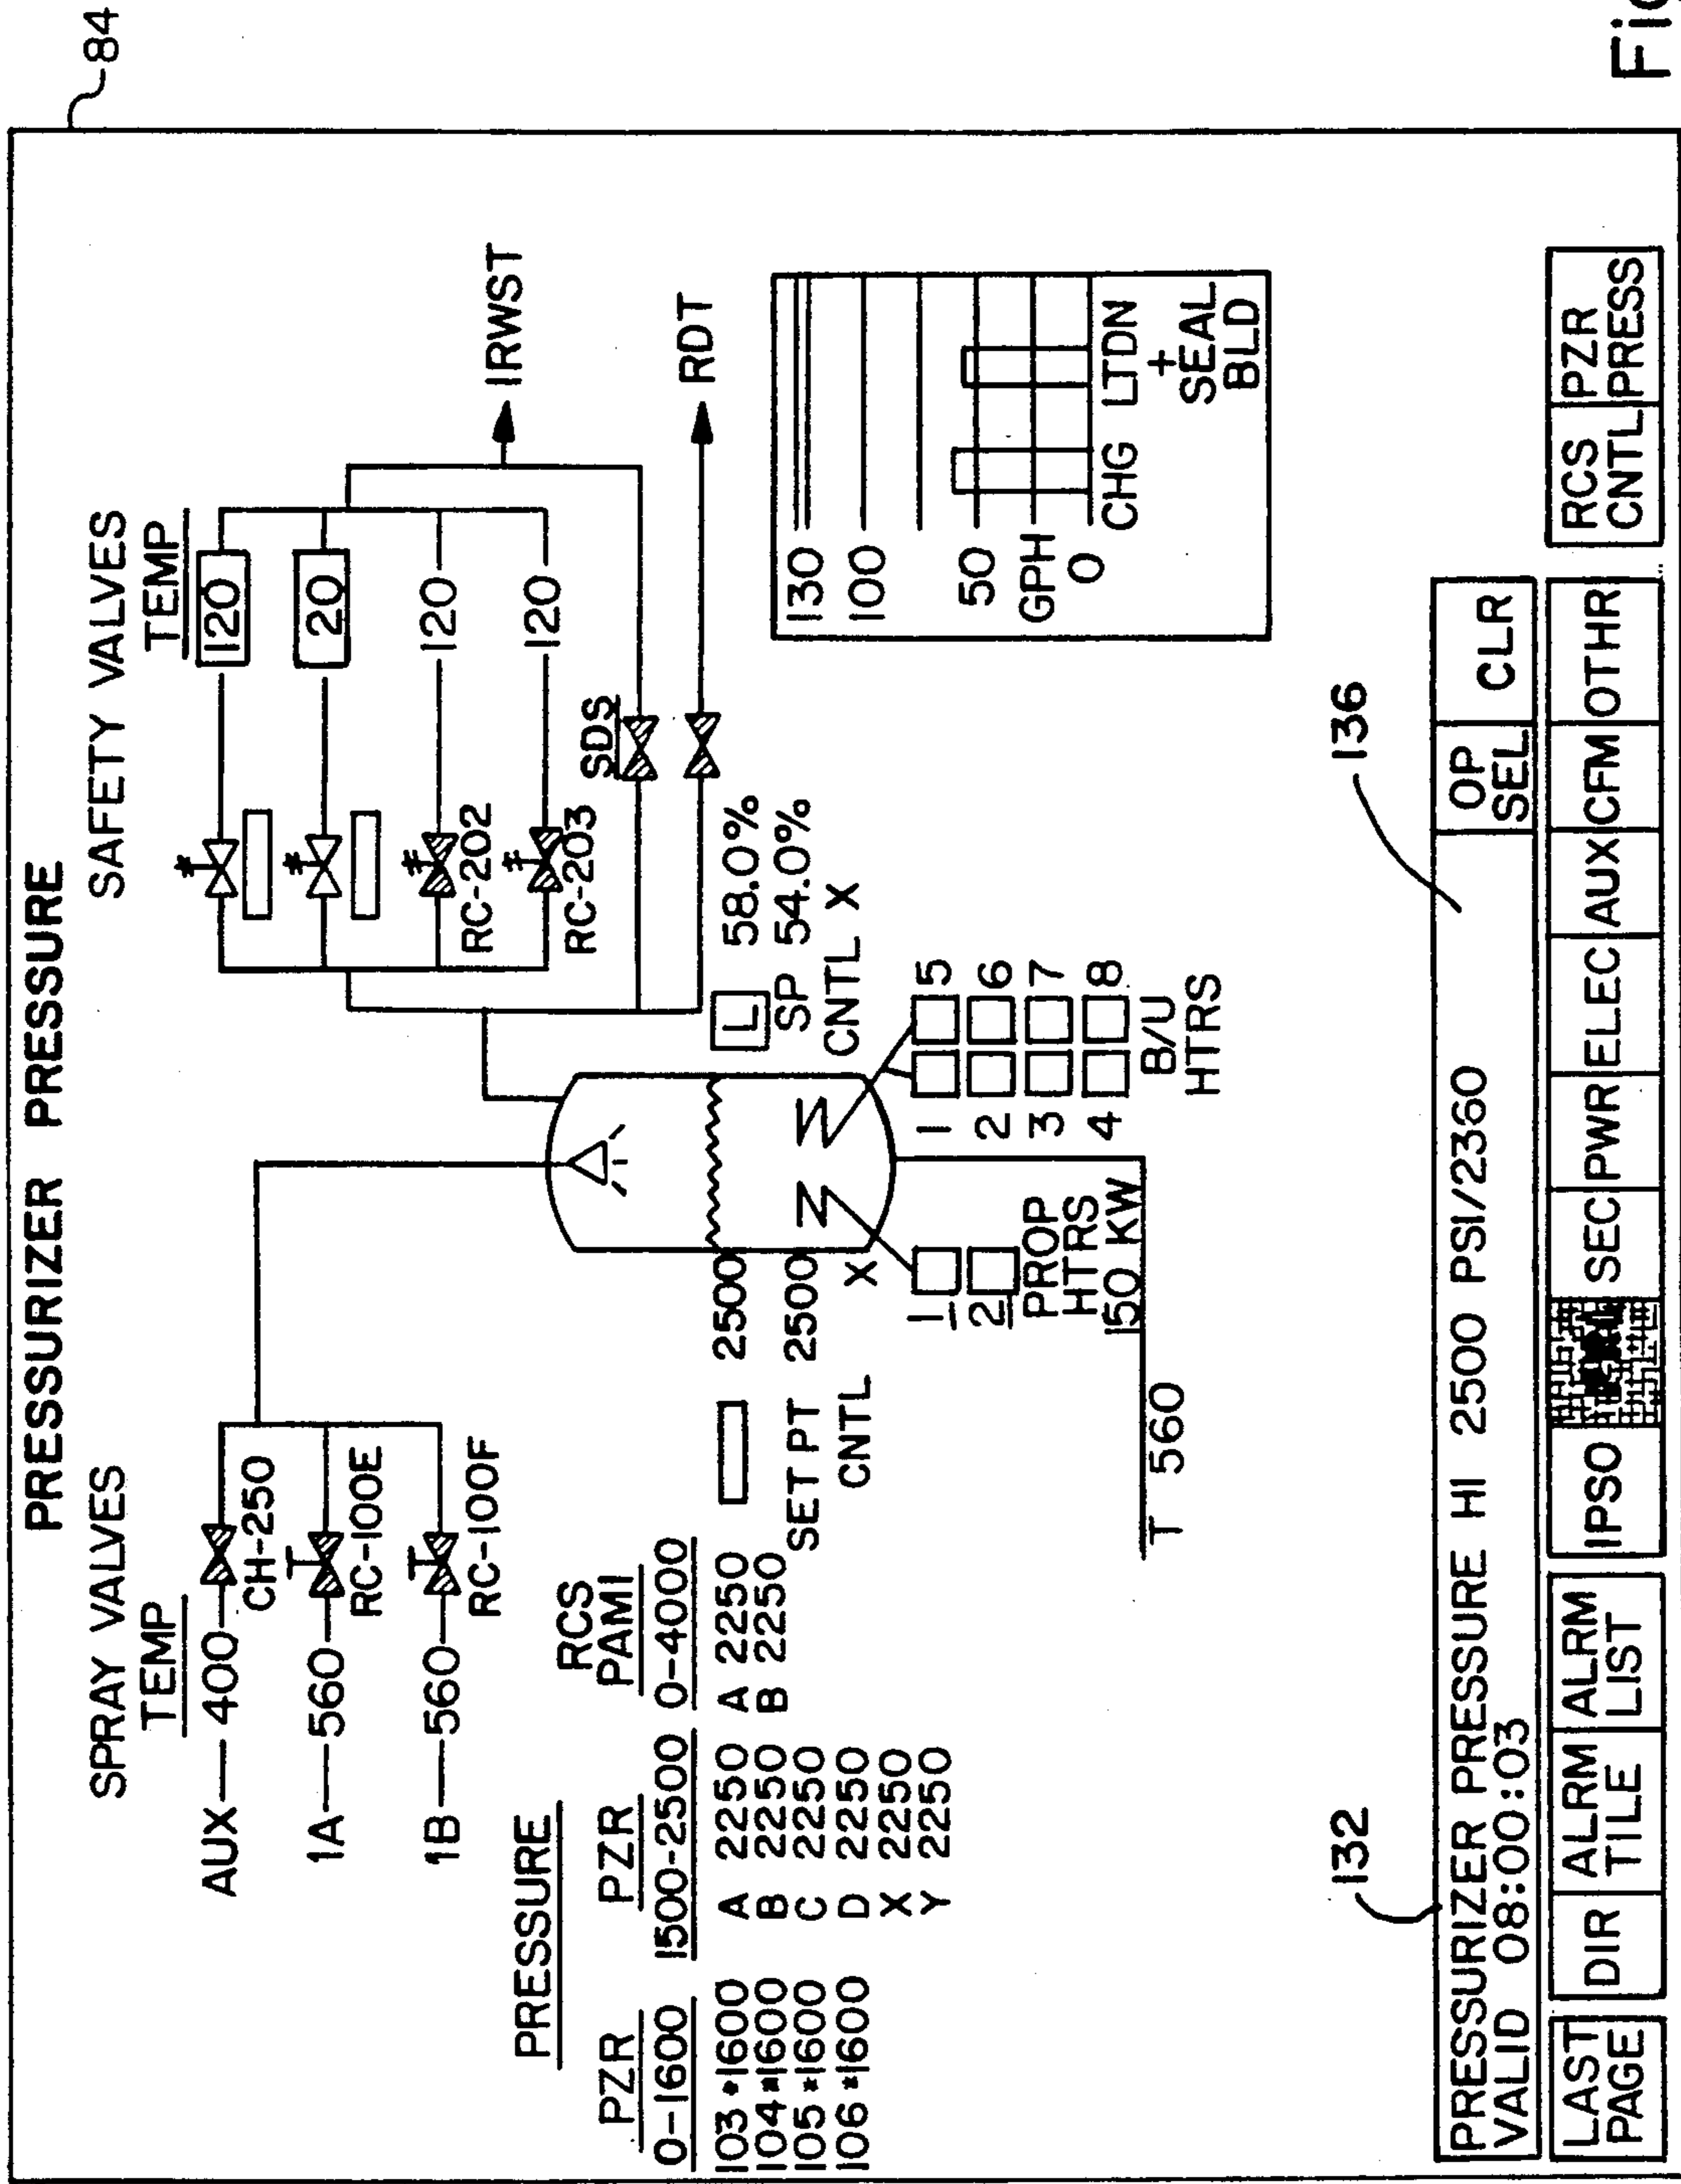 84
PRESSURIZER PRESSURE
SPRAY VALVES
TEMP
AUX 400
CH-250
1A 560
RC-100E
1B 560
RC-100F
SAFETY VALVES
TEMP
120
20
120
RC-202
120
RC-203
IRWST
SDS
RDT
PRESSURE
PZR
0-1600
103 *1600
104 *1600
105 *1600
106 *1600
PZR
1500-2500
A 2250
B 2250
C 2250
D 2250
X 2250
Y 2250
RCS
PAMI
0-4000
A 2250
B 2250
2500
SET PT 2500
CNTL X
L 58.0%
SP 54.0%
CNTL X
1
2
PROP
HTRS
150 KW
1 5
2 6
3 7
4 8
B/U
HTRS
T 560
130
100
50
GPH
0
CHG LTDN
+
SEAL
BLD
132
136
PRESSURIZER PRESSURE HI 2500 PSI/2360
VALID 08:00:03
OP
SEL
CLR
LAST
PAGE
DIR
ALRM
TILE
ALRM
LIST
IPSO
SEC
PWR
ELEC
AUX
CFM
OTHR
RCS
CNTL
PZR
PRESS